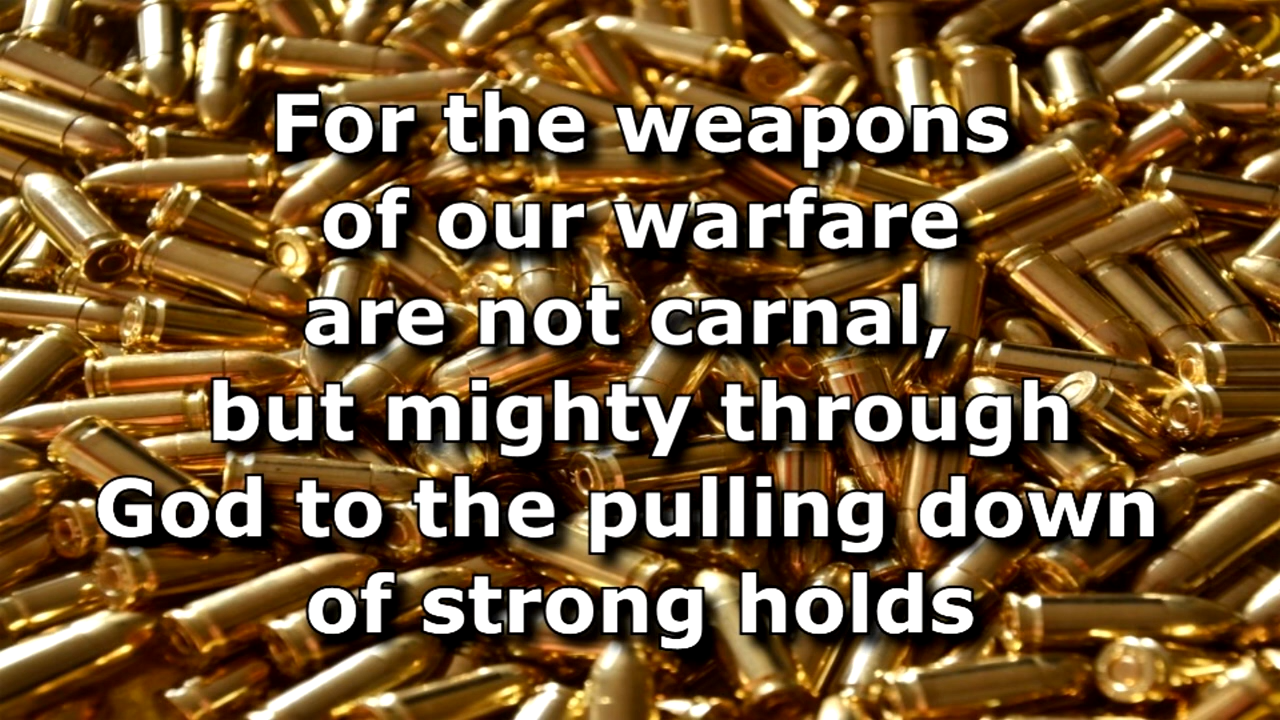 For the weapons
of our warfare
are not carnal,
but mighty through
God to the pulling down
of strong holds